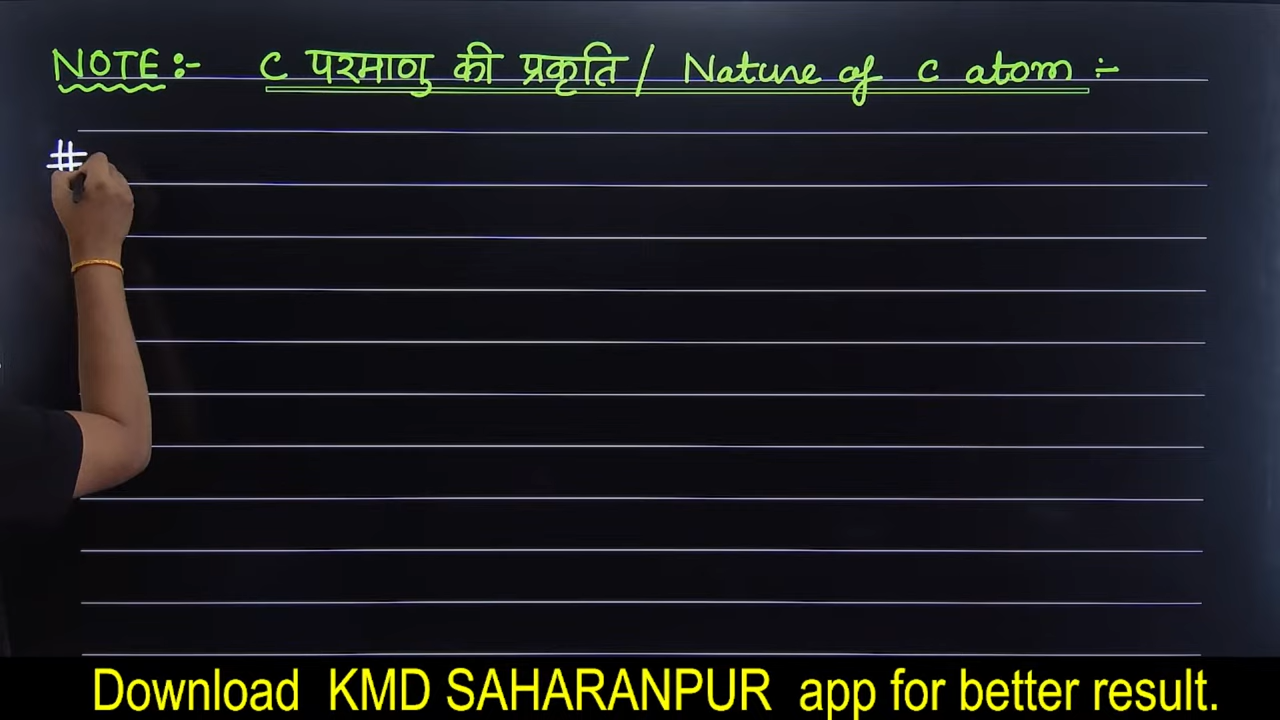 NOTE:- C परमाणु की प्रकृति / Nature of C atom :-
#
Download KMD SAHARANPUR app for better result.